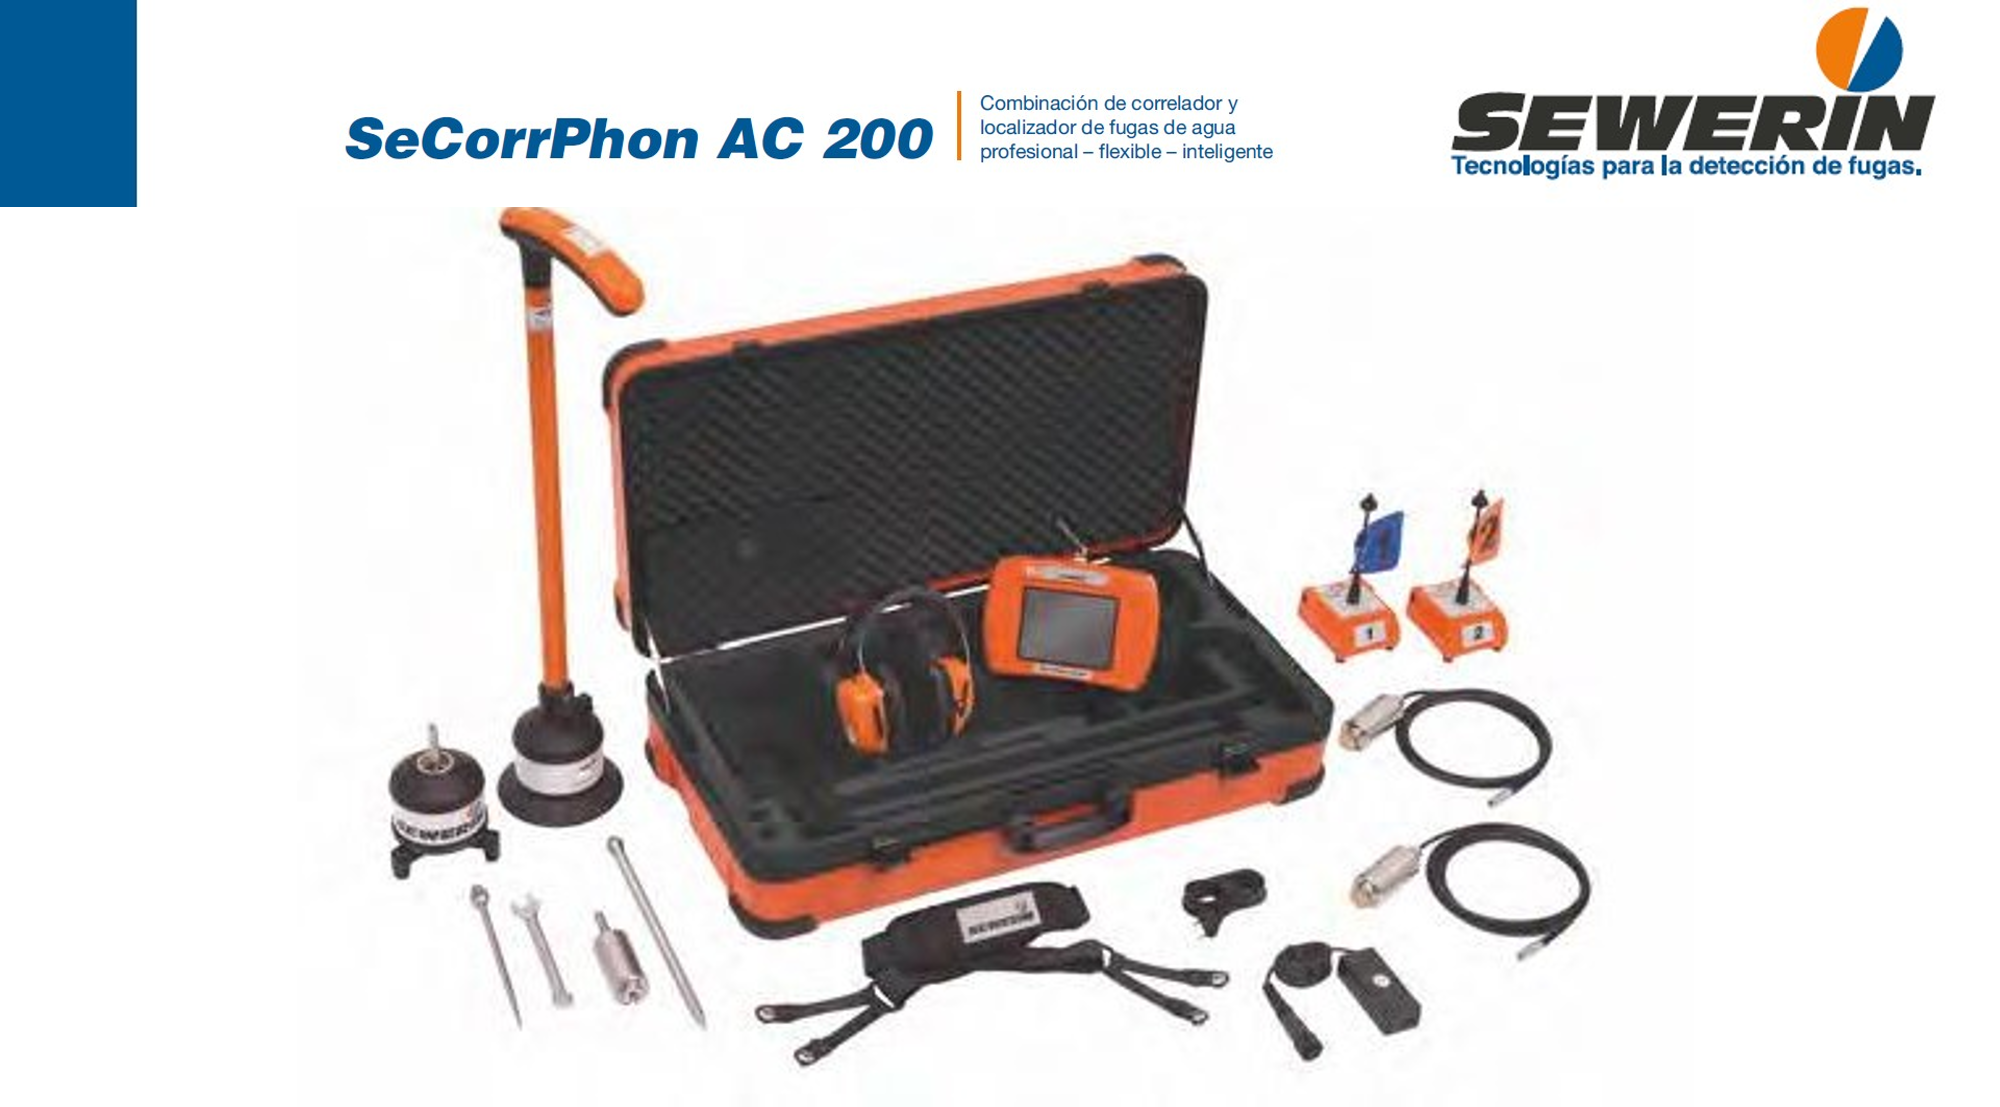 SeCorrPhon AC 200
Combinación de correlador y
localizador de fugas de agua
profesional – flexible – inteligente
SEWERIN
Tecnologías para la detección de fugas.
1
2
1
2
SEWERIN
SEWERIN